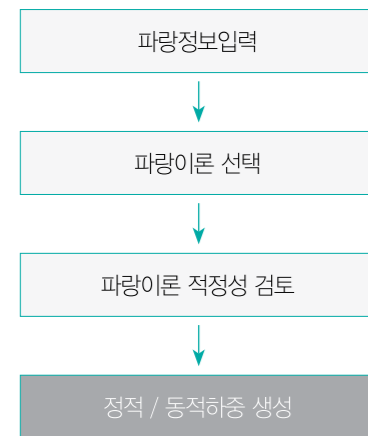 파랑정보입력
파랑이론 선택
파랑이론 적정성 검토
정적 / 동적하중 생성